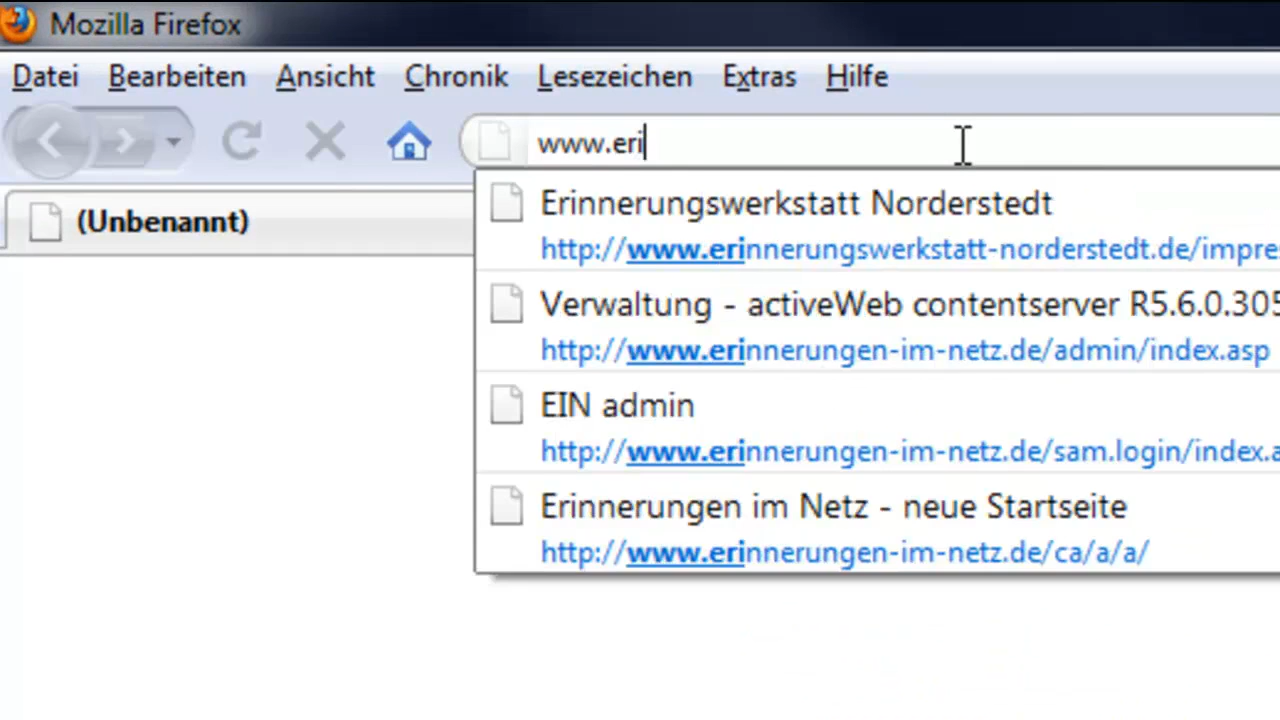 Mozilla Firefox
Datei Bearbeiten Ansicht Chronik Lesezeichen Extras Hilfe
www.eri
(Unbenannt)
Erinnerungswerkstatt Norderstedt
http://www.erinnerungswerkstatt-norderstedt.de/impre
Verwaltung - activeWeb contentserver R5.6.0.305
http://www.erinnerungen-im-netz.de/admin/index.asp
EIN admin
http://www.erinnerungen-im-netz.de/sam.login/index.a
Erinnerungen im Netz - neue Startseite
http://www.erinnerungen-im-netz.de/ca/a/a/